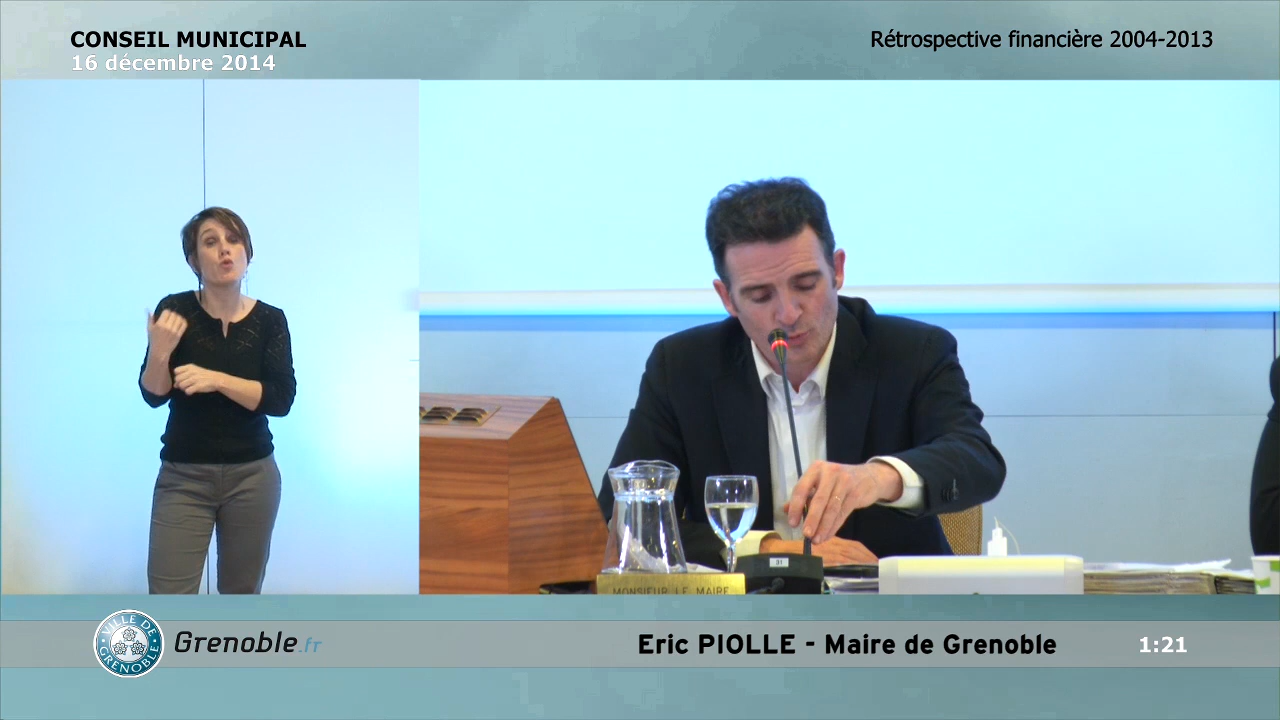 CONSEIL MUNICIPAL
16 décembre 2014
Rétrospective financière 2004-2013
MONSIEUR LE MAIRE
31
VILLE DE GRENOBLE
Grenoble.fr
Eric PIOLLE - Maire de Grenoble
1:21